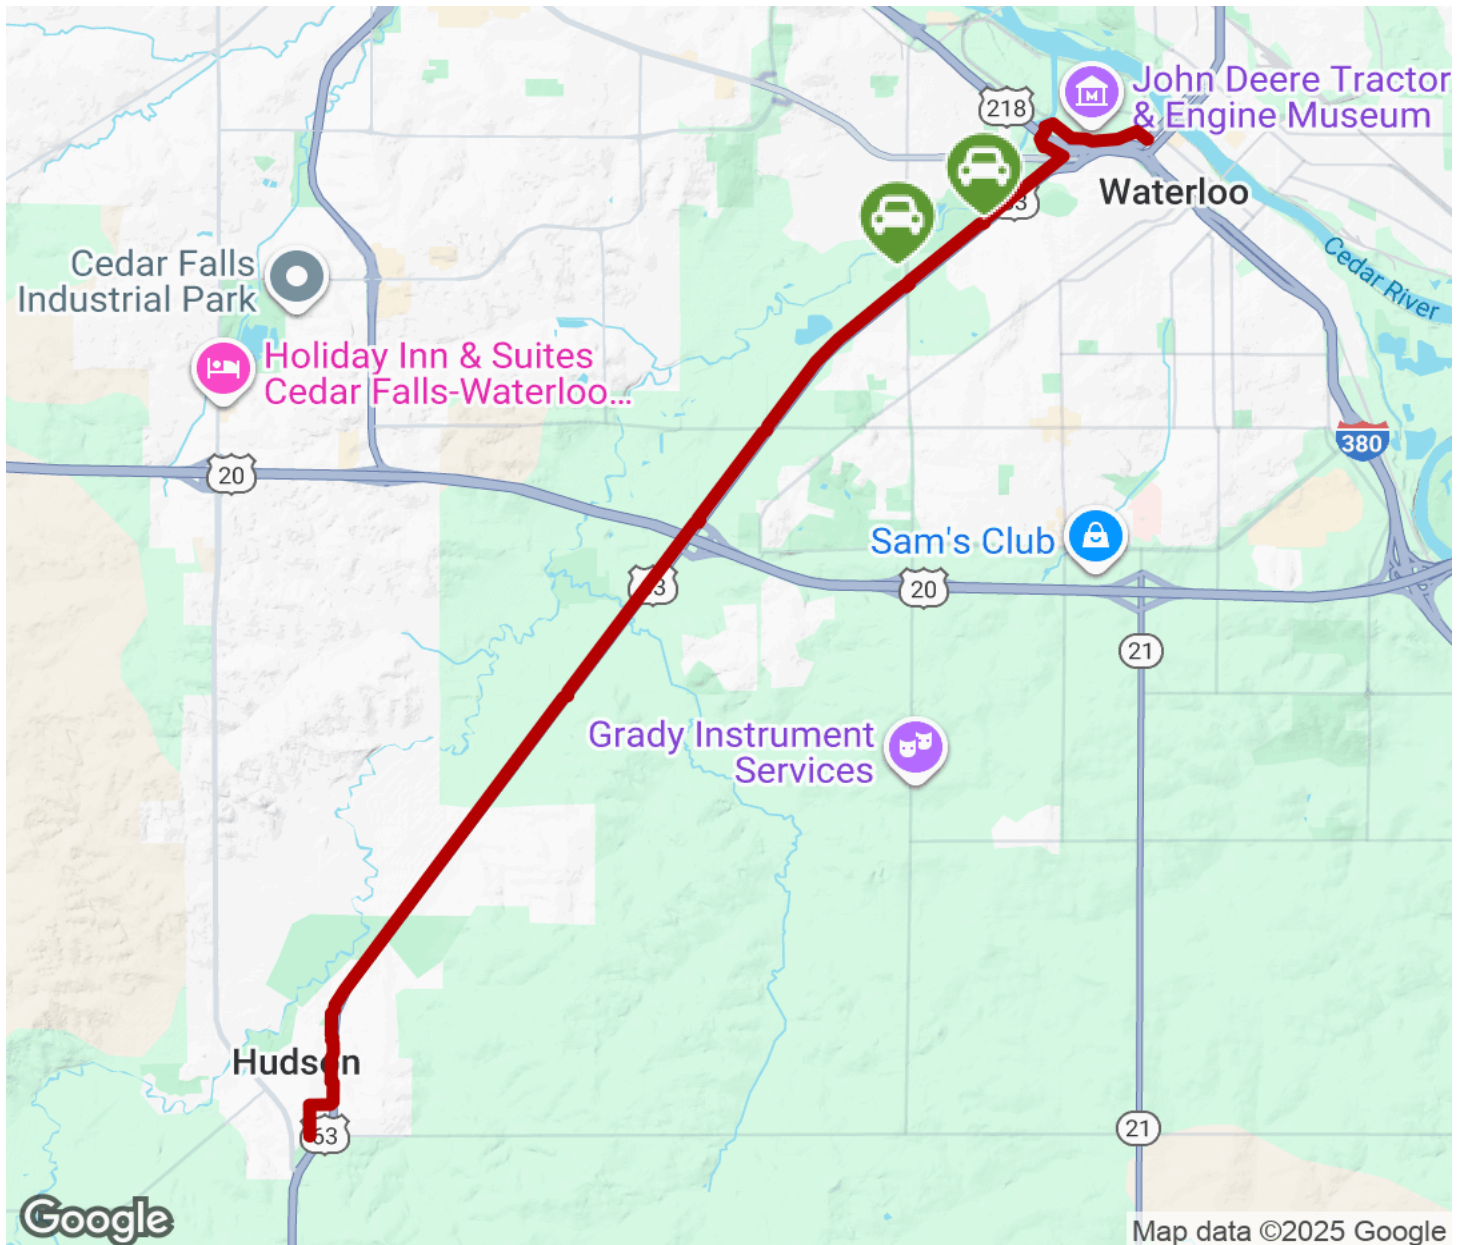 John Deere Tractor
& Engine Museum
218
Waterloo
Cedar Falls
Industrial Park
Cedar River
Holiday Inn & Suites
Cedar Falls-Waterloo...
380
20
Sam's Club
20
21
Grady Instrument
Services
Hudson
63
21
Google
Map data ©2025 Google